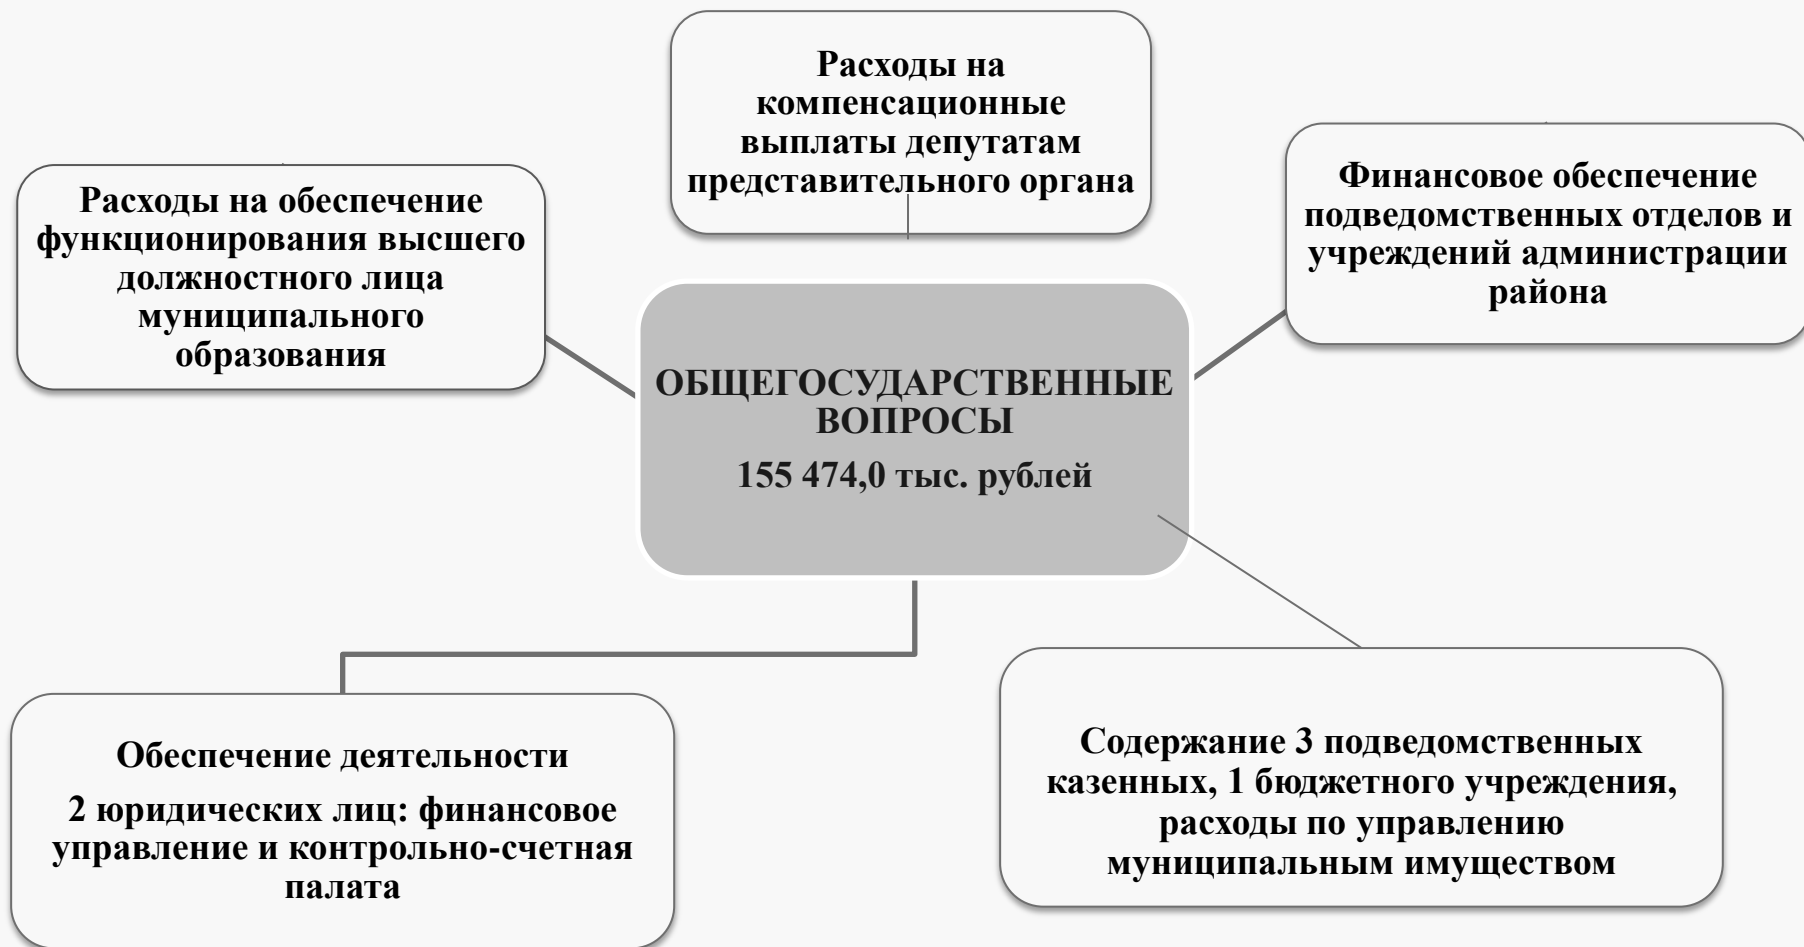 Расходы на
компенсационные
выплаты депутатам
представительного органа
Расходы на обеспечение
функционирования высшего
должностного лица
муниципального
образования
Финансовое обеспечение
подведомственных отделов и
учреждений администрации
района
ОБЩЕГОСУДАРСТВЕННЫЕ
ВОПРОСЫ
155 474,0 тыс. рублей
Обеспечение деятельности
2 юридических лиц: финансовое
управление и контрольно-счетная
палата
Содержание 3 подведомственных
казенных, 1 бюджетного учреждения,
расходы по управлению
муниципальным имуществом